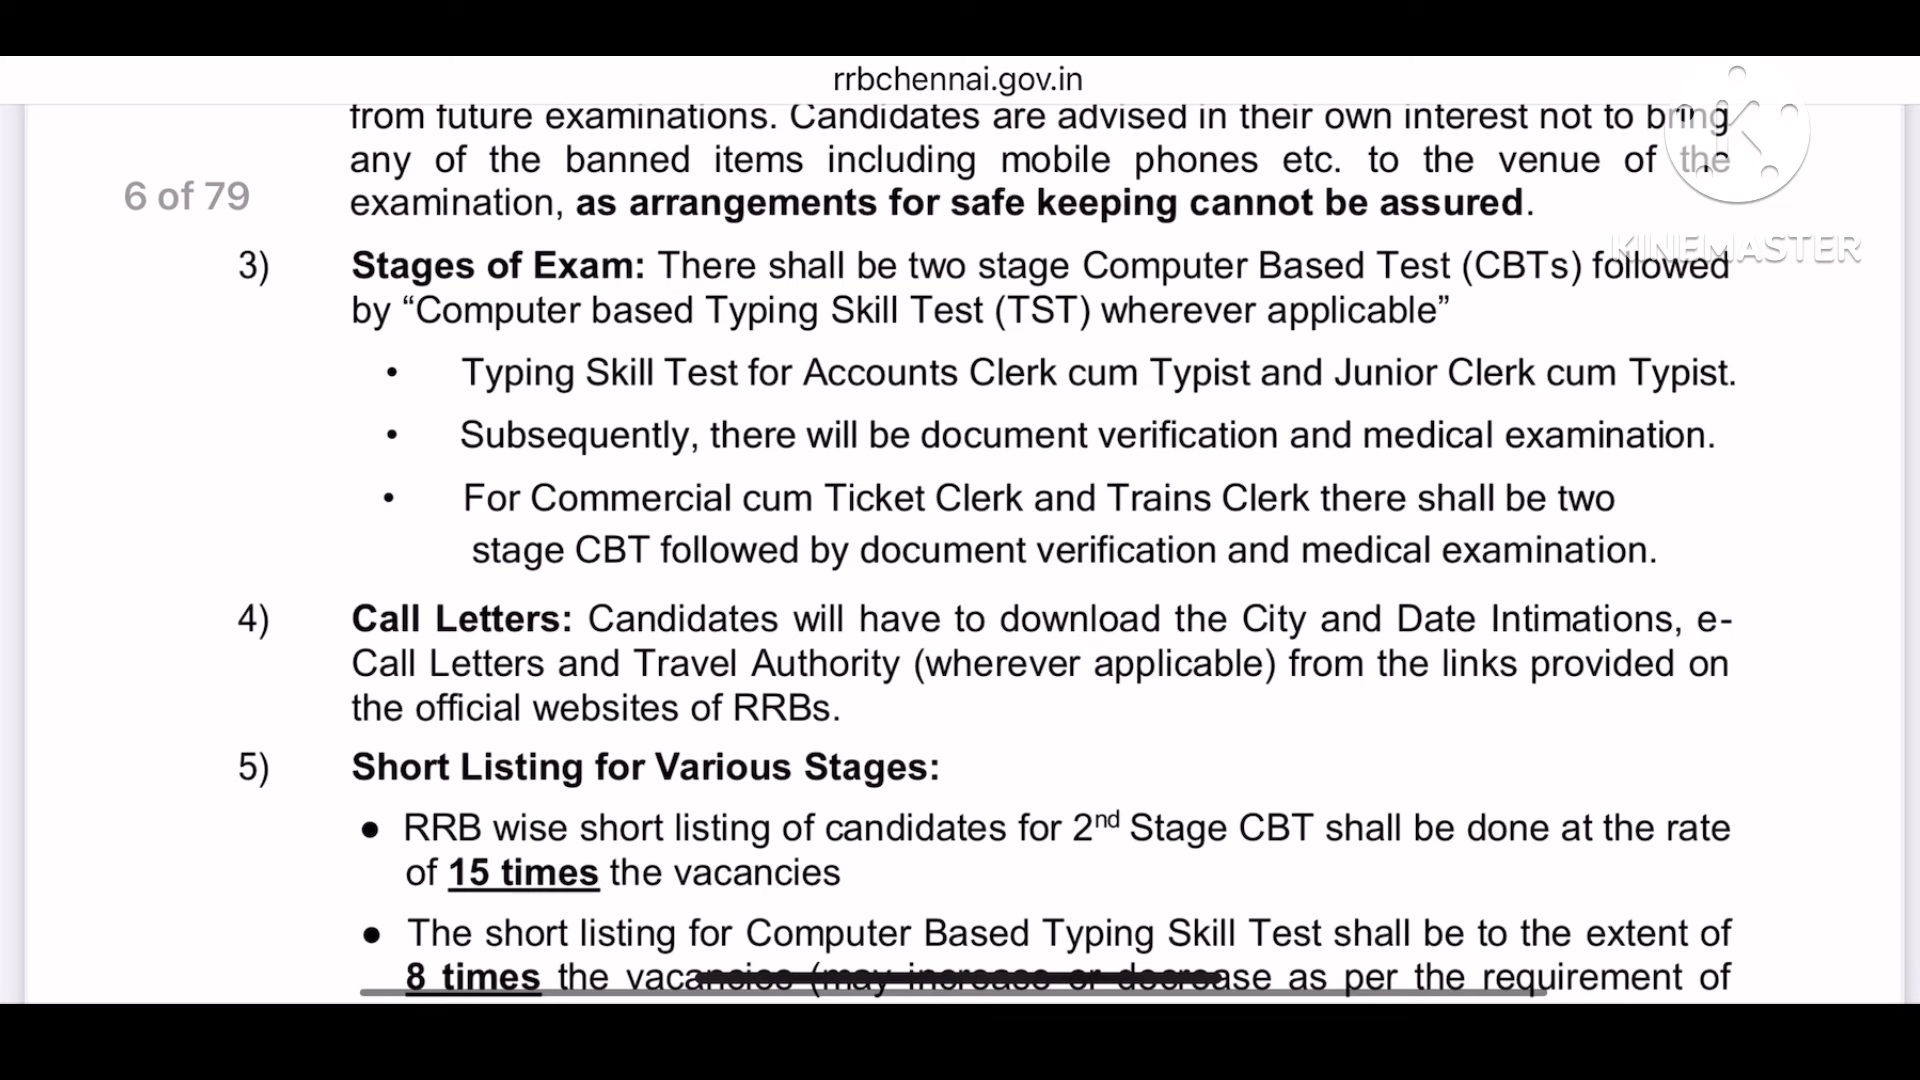 rrbchennai.gov.in
from future examinations. Candidates are advised in their own interest not to bring
any of the banned items including mobile phones etc. to the venue of the
6 of 79
examination, as arrangements for safe keeping cannot be assured.
KINEMASTER
3) Stages of Exam: There shall be two stage Computer Based Test (CBTs) followed
by “Computer based Typing Skill Test (TST) wherever applicable”
• Typing Skill Test for Accounts Clerk cum Typist and Junior Clerk cum Typist.
• Subsequently, there will be document verification and medical examination.
• For Commercial cum Ticket Clerk and Trains Clerk there shall be two
stage CBT followed by document verification and medical examination.
4) Call Letters: Candidates will have to download the City and Date Intimations, e-
Call Letters and Travel Authority (wherever applicable) from the links provided on
the official websites of RRBs.
5) Short Listing for Various Stages:
● RRB wise short listing of candidates for 2nd Stage CBT shall be done at the rate
of 15 times the vacancies
● The short listing for Computer Based Typing Skill Test shall be to the extent of
8 times the vacancies (may increase or decrease as per the requirement of